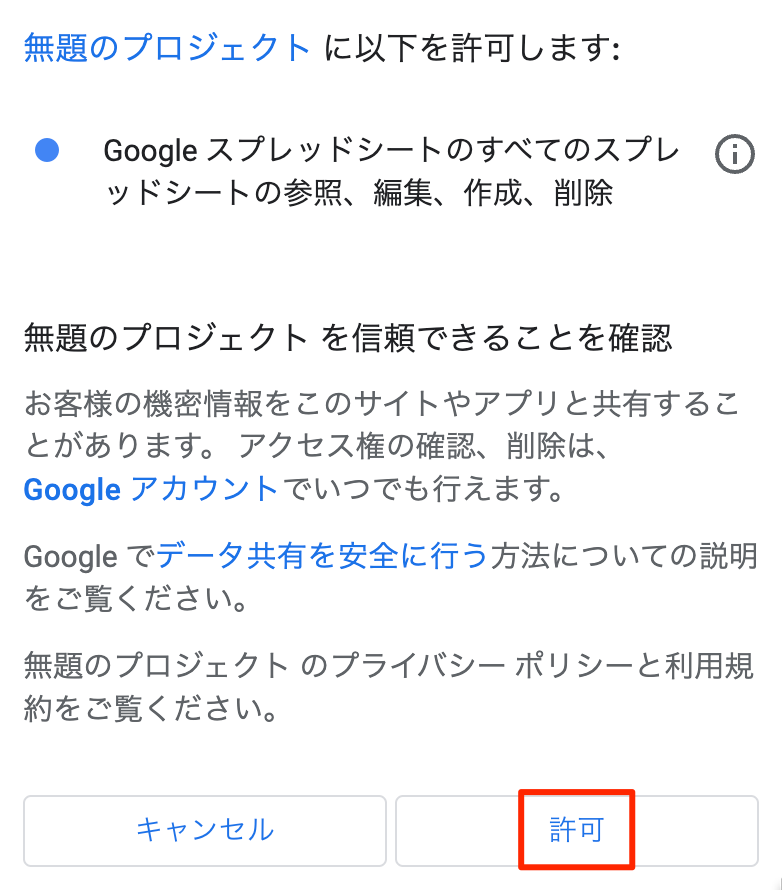 無題のプロジェクト に以下を許可します:
Google スプレッドシートのすべてのスプレ
ッドシートの参照、編集、作成、削除
無題のプロジェクト を信頼できることを確認
お客様の機密情報をこのサイトやアプリと共有するこ
とがあります。 アクセス権の確認、削除は、
Google アカウントでいつでも行えます。
Google でデータ共有を安全に行う方法についての説明
をご覧ください。
無題のプロジェクト のプライバシー ポリシーと利用規
約をご覧ください。
キャンセル
許可